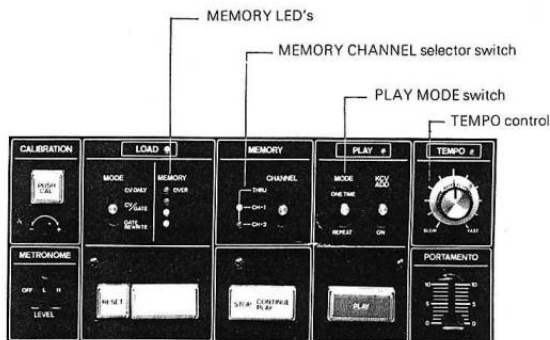 MEMORY LED's
MEMORY CHANNEL selector switch
PLAY MODE switch
TEMPO control
CALIBRATION
LOAD
MEMORY
PLAY
TEMPO
PUSH
CAL
MODE
MEMORY
CV ONLY
OVER
CV/GATE
GATE
REWRITE
CHANNEL
THRU
CH-1
CH-2
MODE
KCV
ADD
ONE TIME
REPEAT
ON
SLOW
FAST
METRONOME
OFF L H
LEVEL
RESET
STOP CONTINUE
PLAY
PLAY
PORTAMENTO
10 10
5 5
0 0